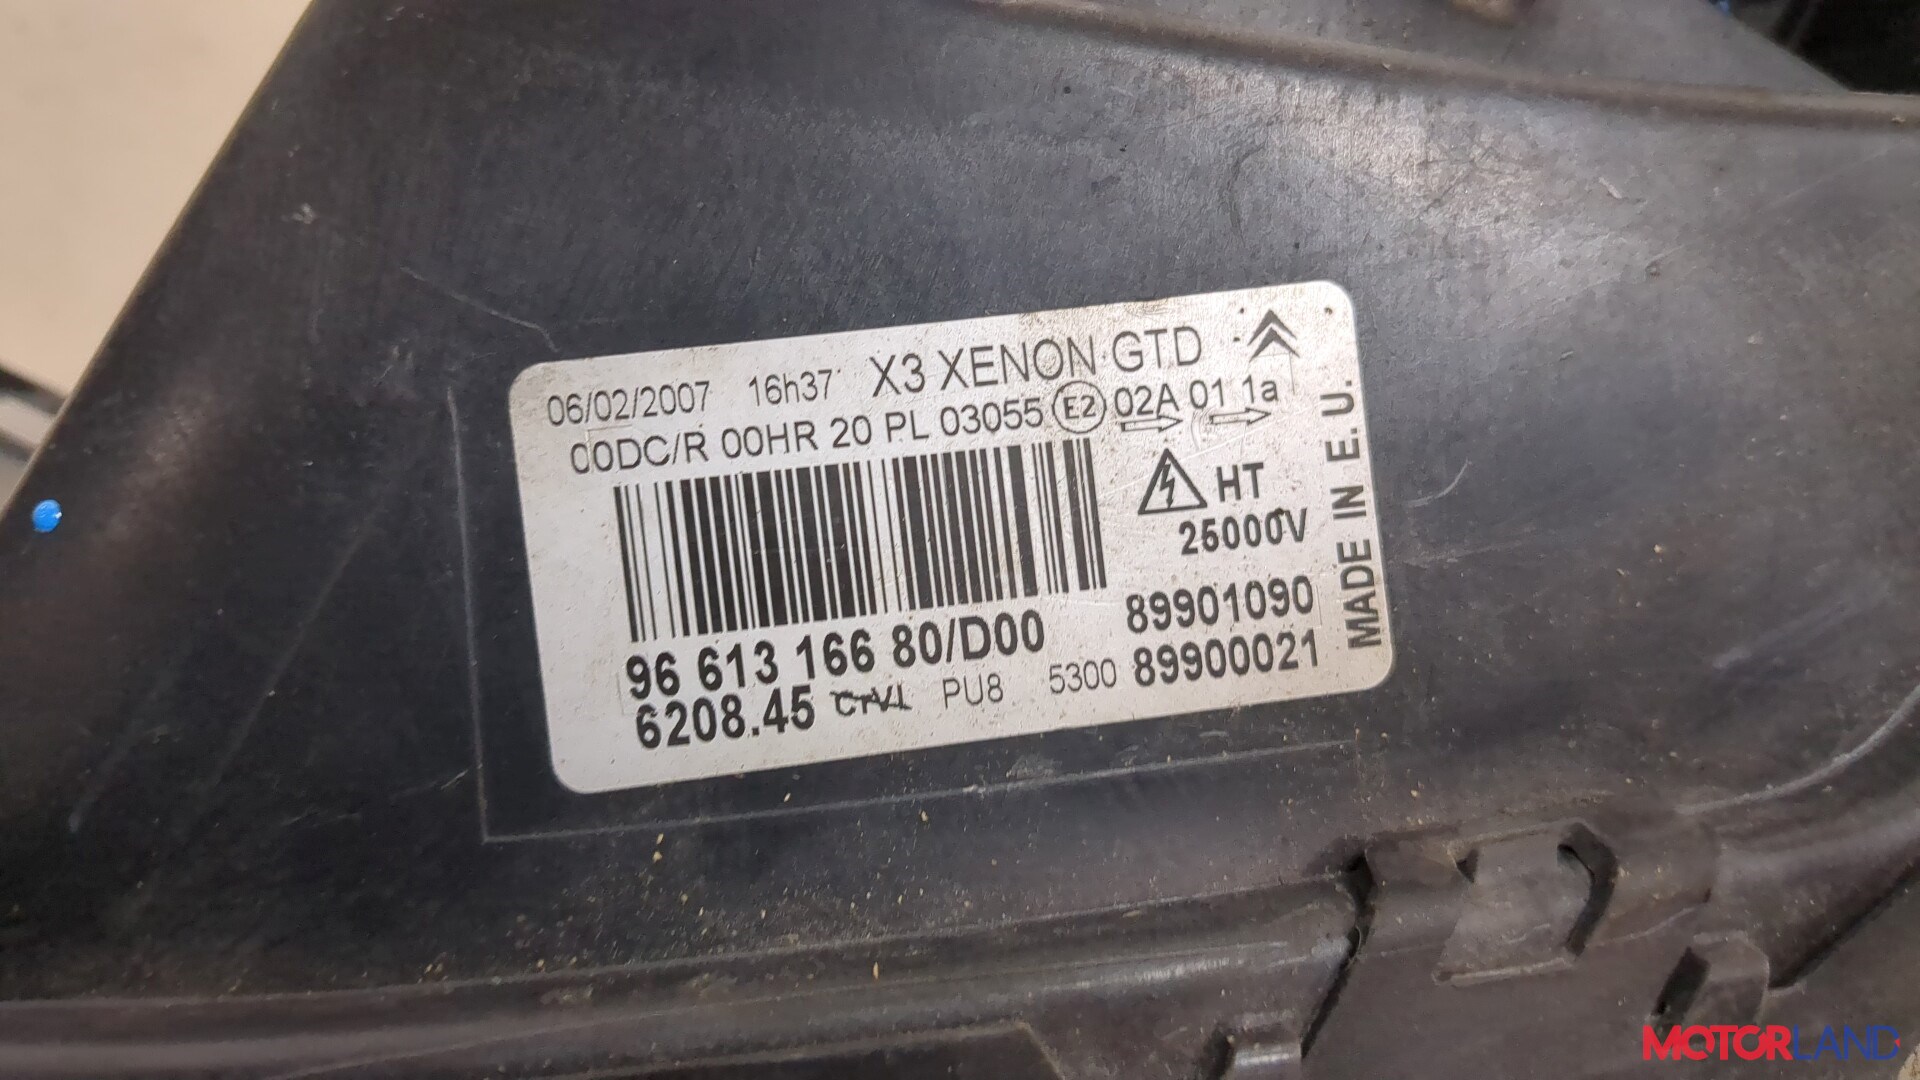 06/02/2007 16h37 X3 XENON GTD
00DC/R 00HR 20 PL 03055 E2 02A 01 1a
HT
25000V
96 613 166 80/D00 89901090
6208.45 PU8 5300 89900021
MADE IN E.U.
MOTORLAND